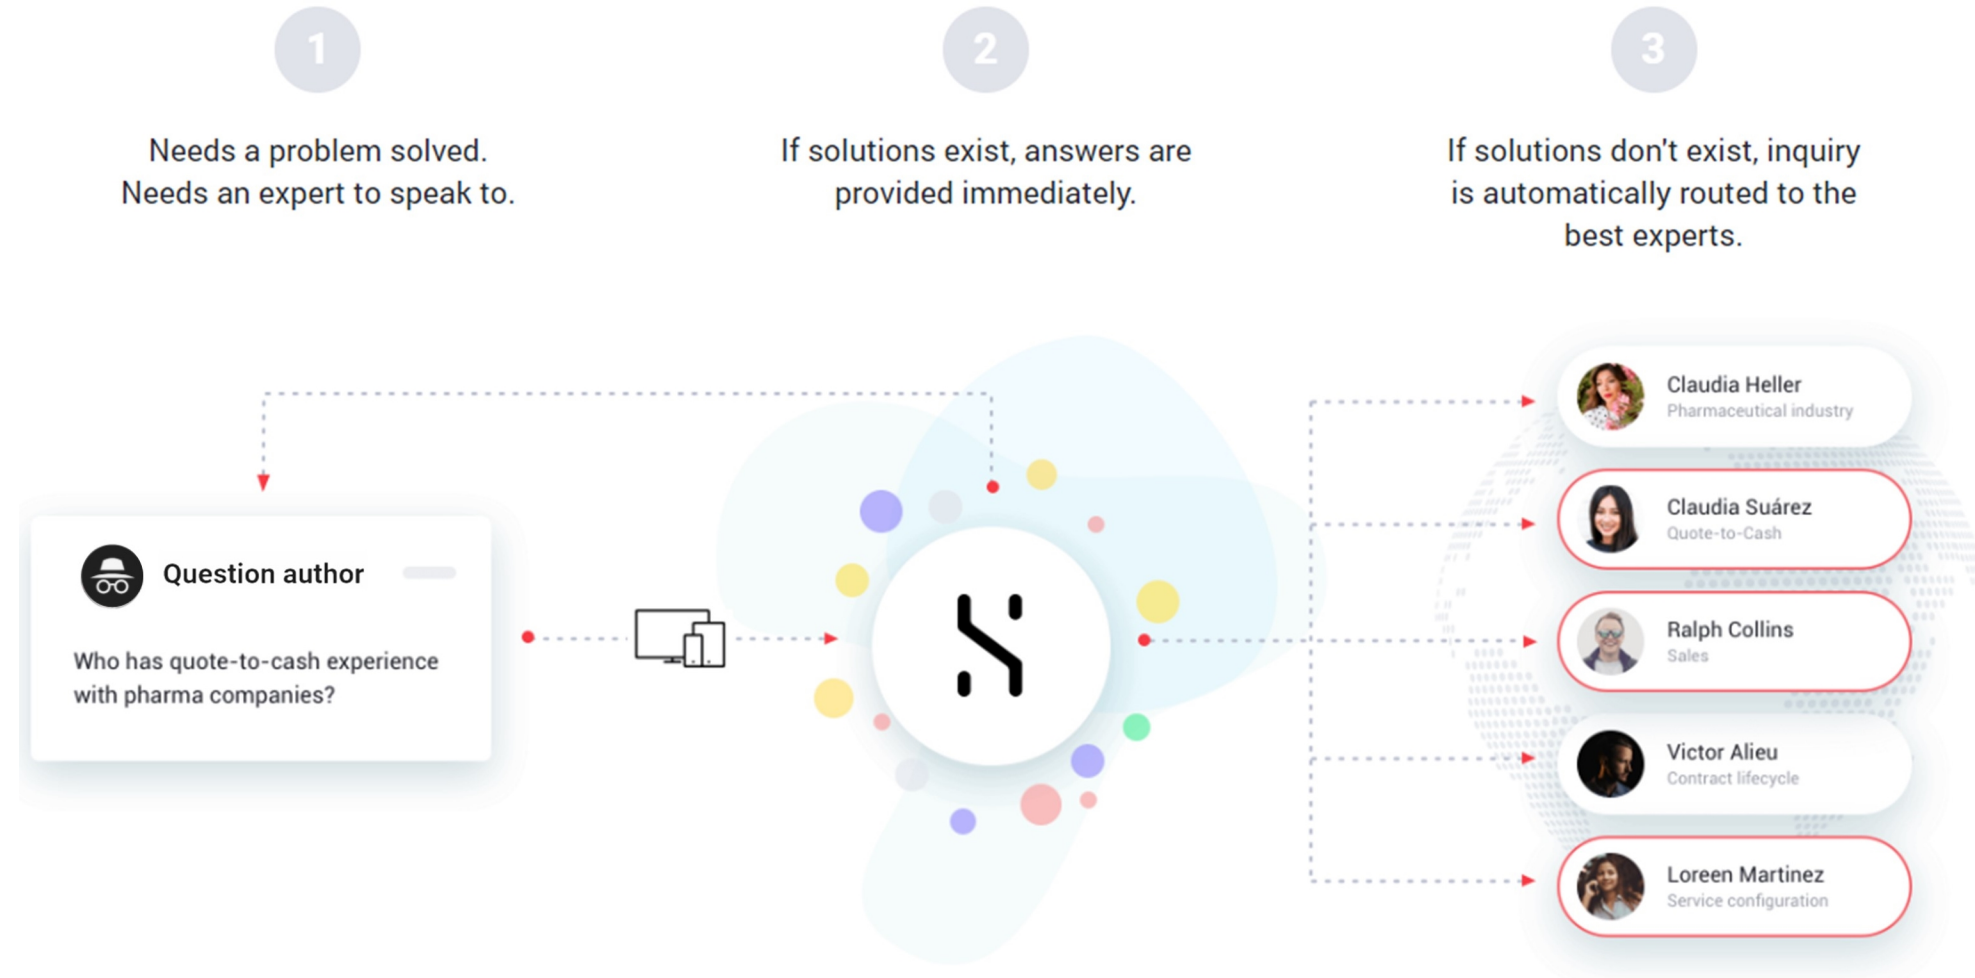 1
Needs a problem solved.
Needs an expert to speak to.
2
If solutions exist, answers are
provided immediately.
3
If solutions don't exist, inquiry
is automatically routed to the
best experts.
Question author
Who has quote-to-cash experience
with pharma companies?
Claudia Heller
Pharmaceutical industry
Claudia Suárez
Quote-to-Cash
Ralph Collins
Sales
Victor Alieu
Contract lifecycle
Loreen Martinez
Service configuration